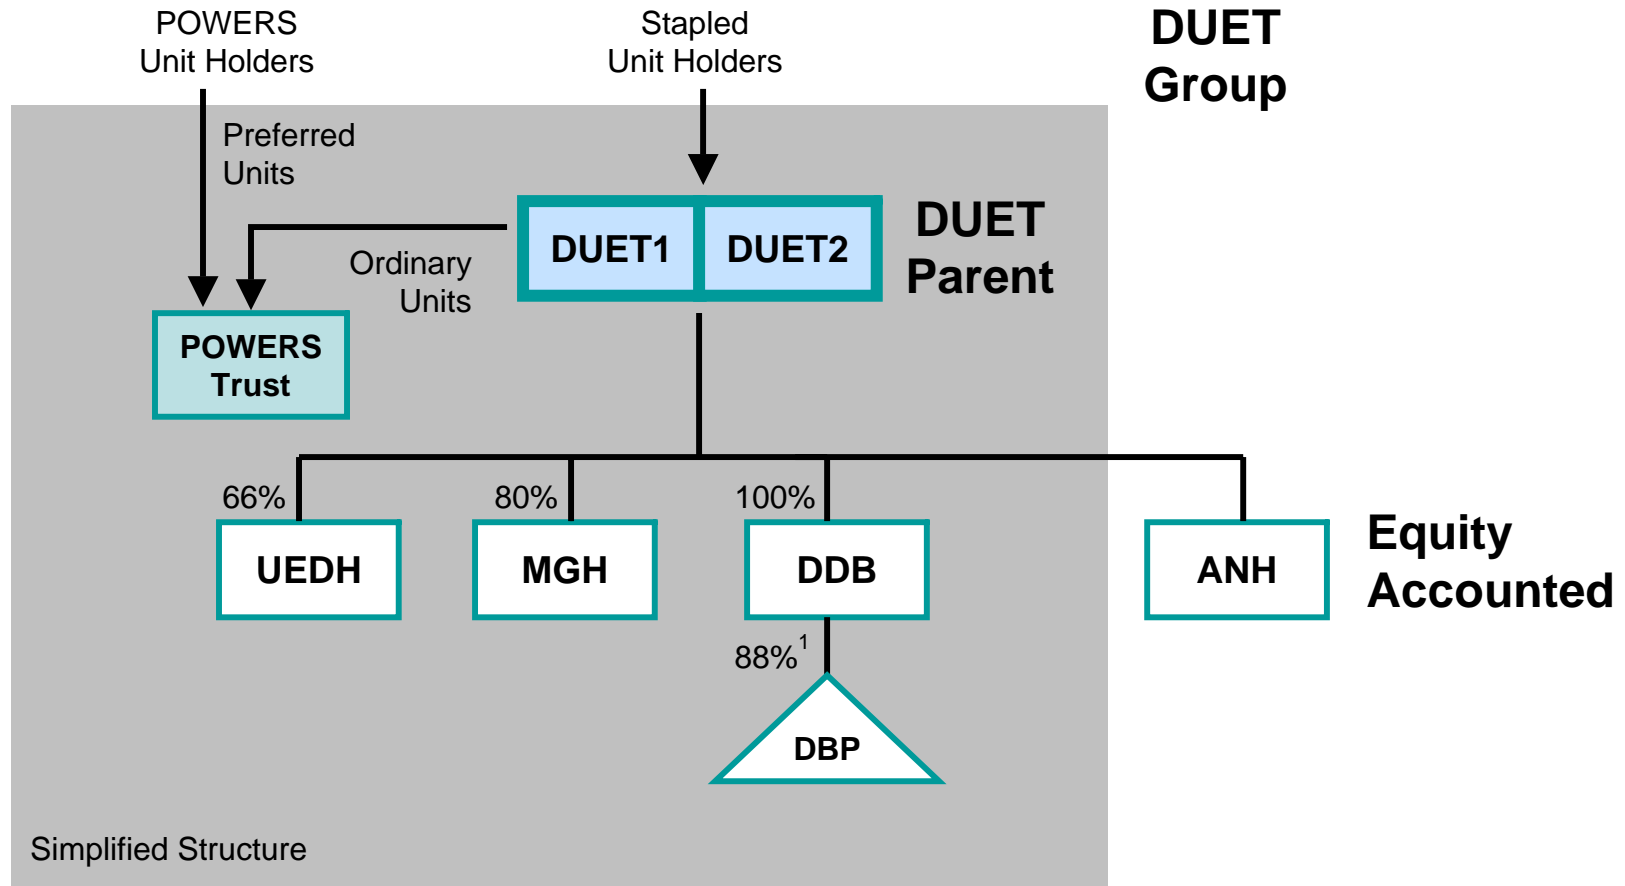 POWERS
Unit Holders
Stapled
Unit Holders
DUET
Group
Preferred
Units
DUET1
DUET2
DUET
Parent
Ordinary
Units
POWERS
Trust
66%
80%
100%
UEDH
MGH
DDB
ANH
Equity
Accounted
88%¹
DBP
Simplified Structure